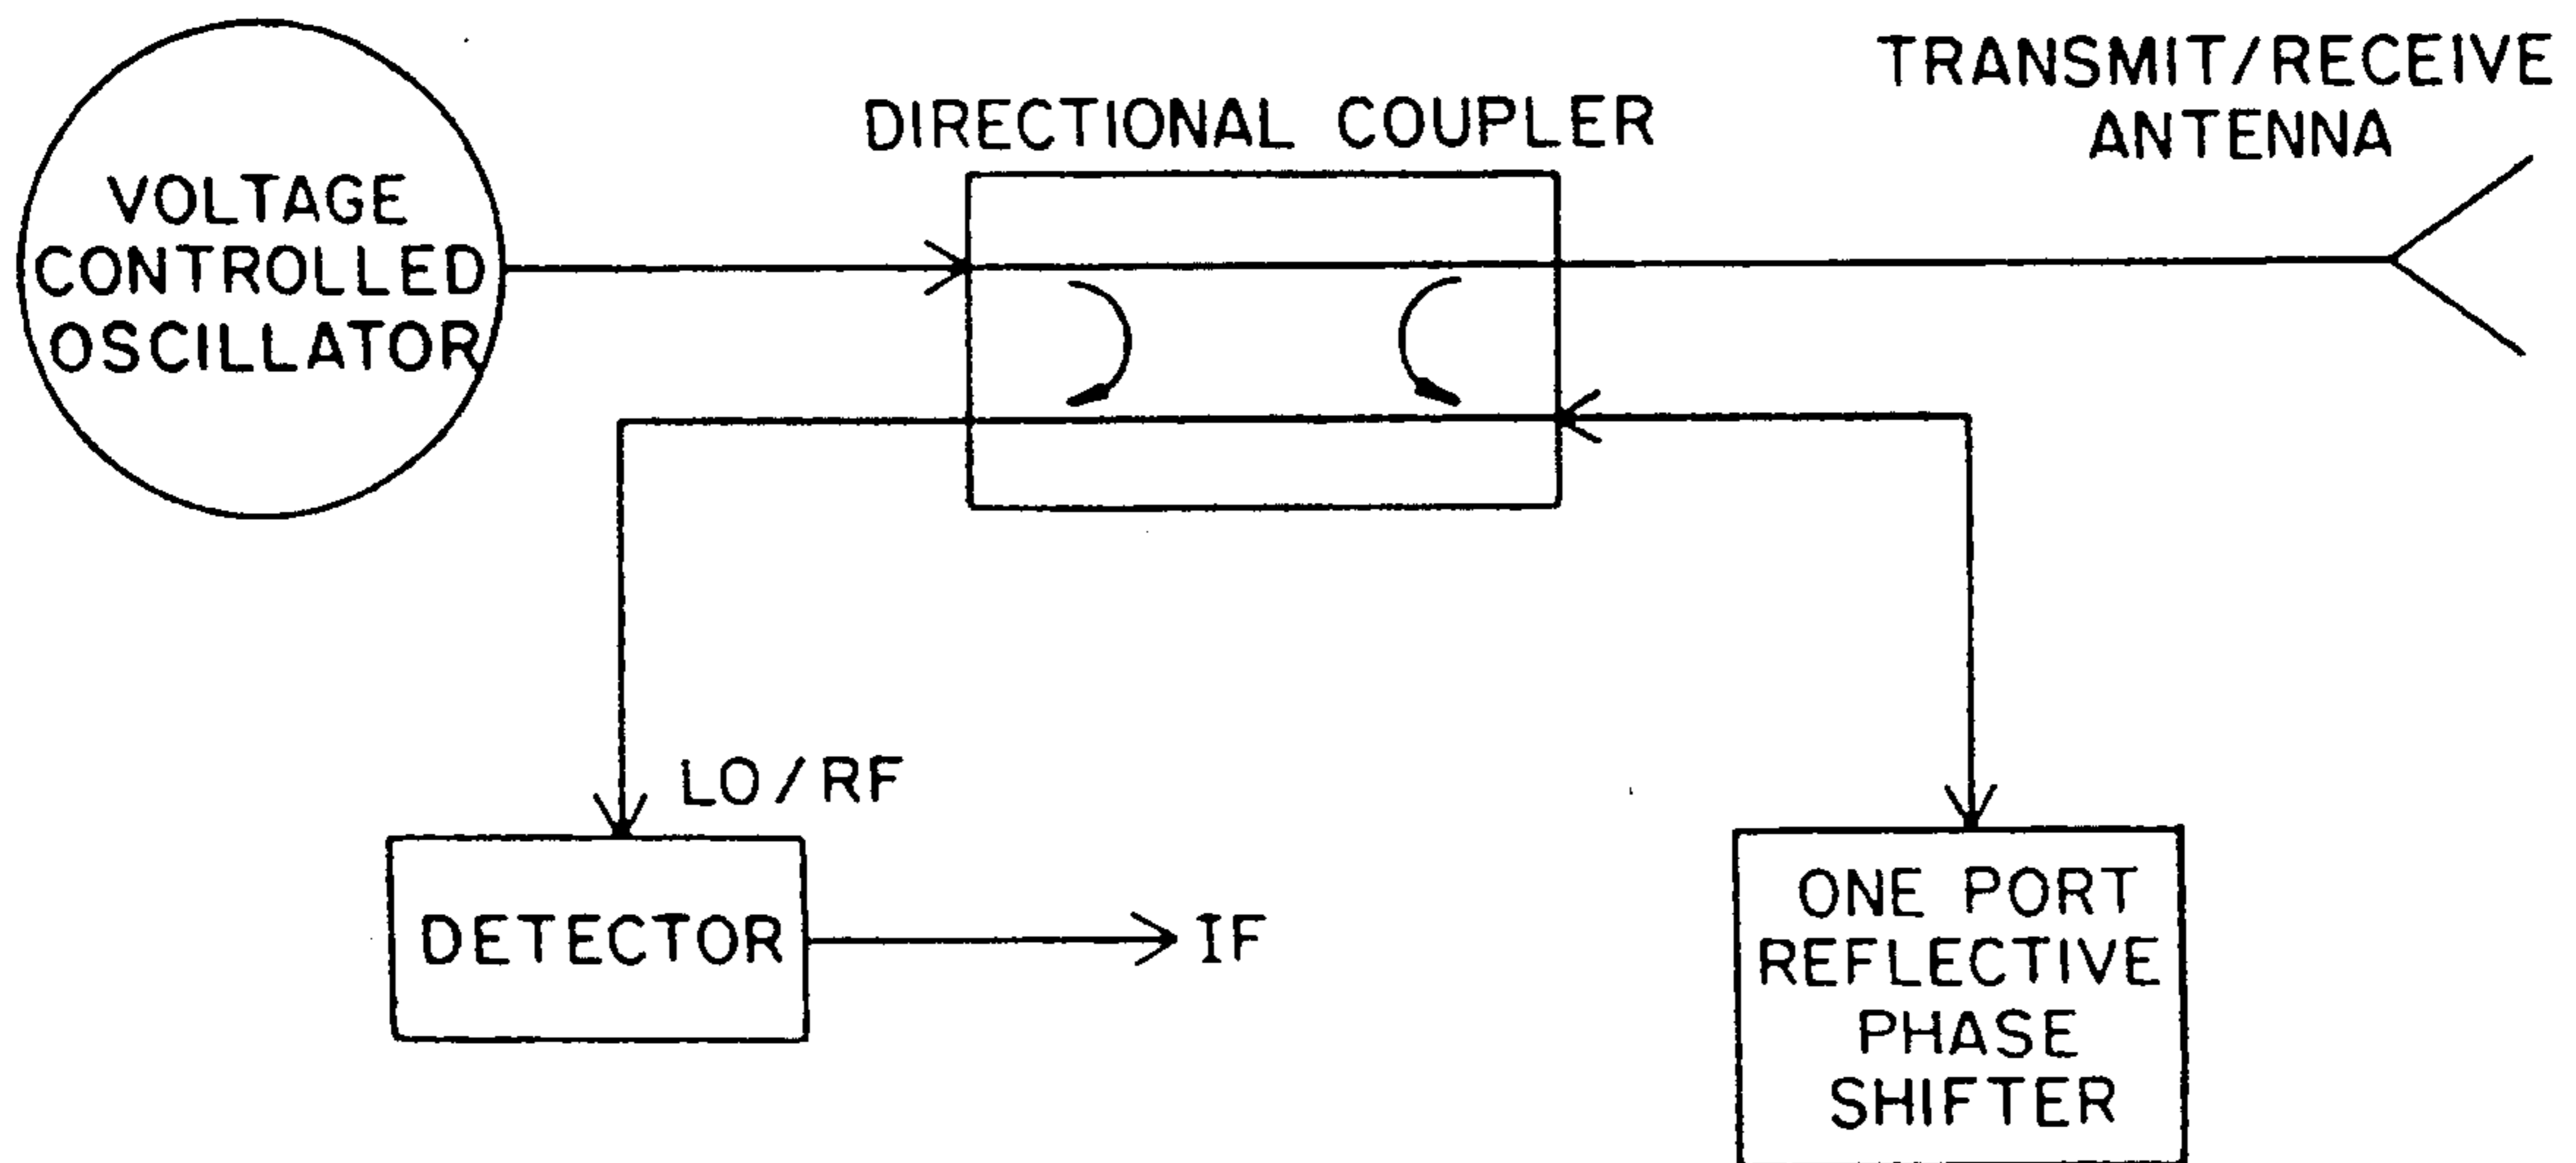 TRANSMIT/RECEIVE
ANTENNA
DIRECTIONAL COUPLER
VOLTAGE
CONTROLLED
OSCILLATOR
LO/RF
DETECTOR
IF
ONE PORT
REFLECTIVE
PHASE
SHIFTER